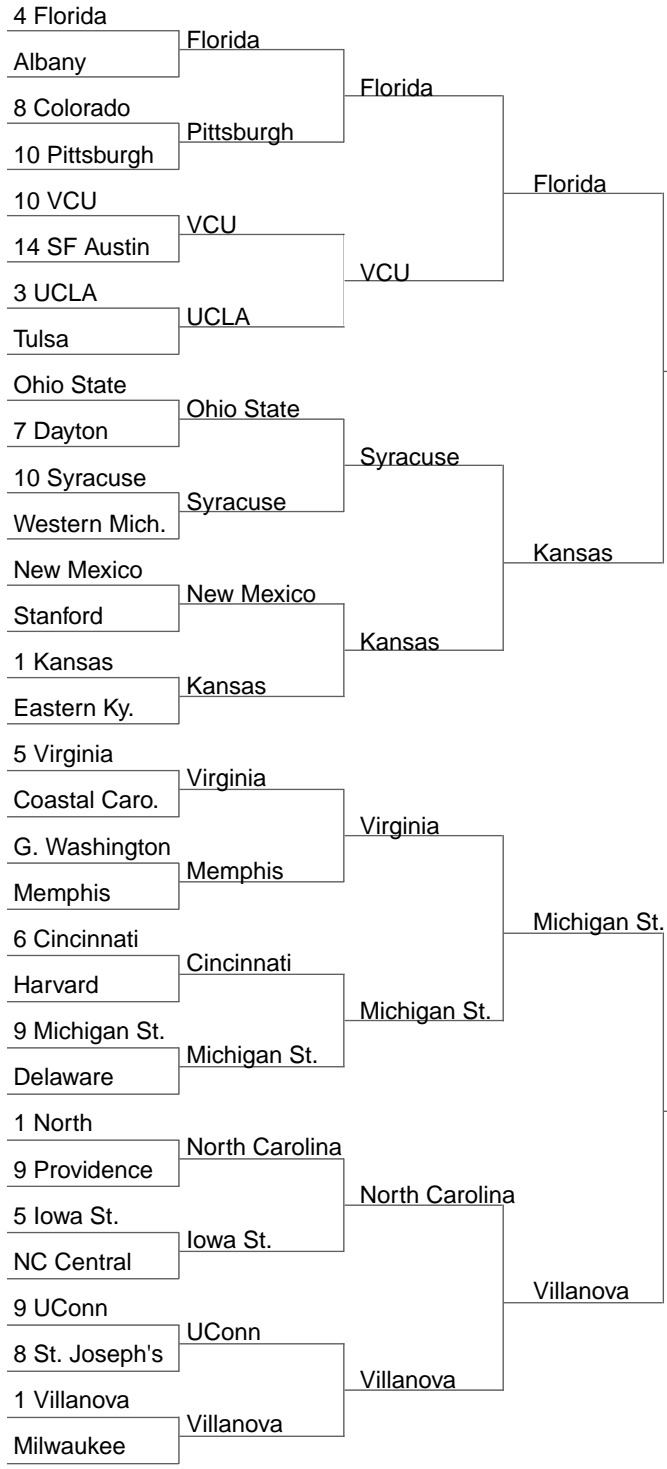 4 Florida
Albany
8 Colorado
10 Pittsburgh
10 VCU
14 SF Austin
3 UCLA
Tulsa
Ohio State
7 Dayton
10 Syracuse
Western Mich.
New Mexico
Stanford
1 Kansas
Eastern Ky.
5 Virginia
Coastal Caro.
G. Washington
Memphis
6 Cincinnati
Harvard
9 Michigan St.
Delaware
1 North
9 Providence
5 Iowa St.
NC Central
9 UConn
8 St. Joseph's
1 Villanova
Milwaukee
Florida
Pittsburgh
VCU
UCLA
Ohio State
Syracuse
New Mexico
Kansas
Virginia
Memphis
Cincinnati
Michigan St.
North Carolina
Iowa St.
UConn
Villanova
Florida
VCU
Syracuse
Kansas
Virginia
Michigan St.
North Carolina
Villanova
Florida
Kansas
Michigan St.
Villanova